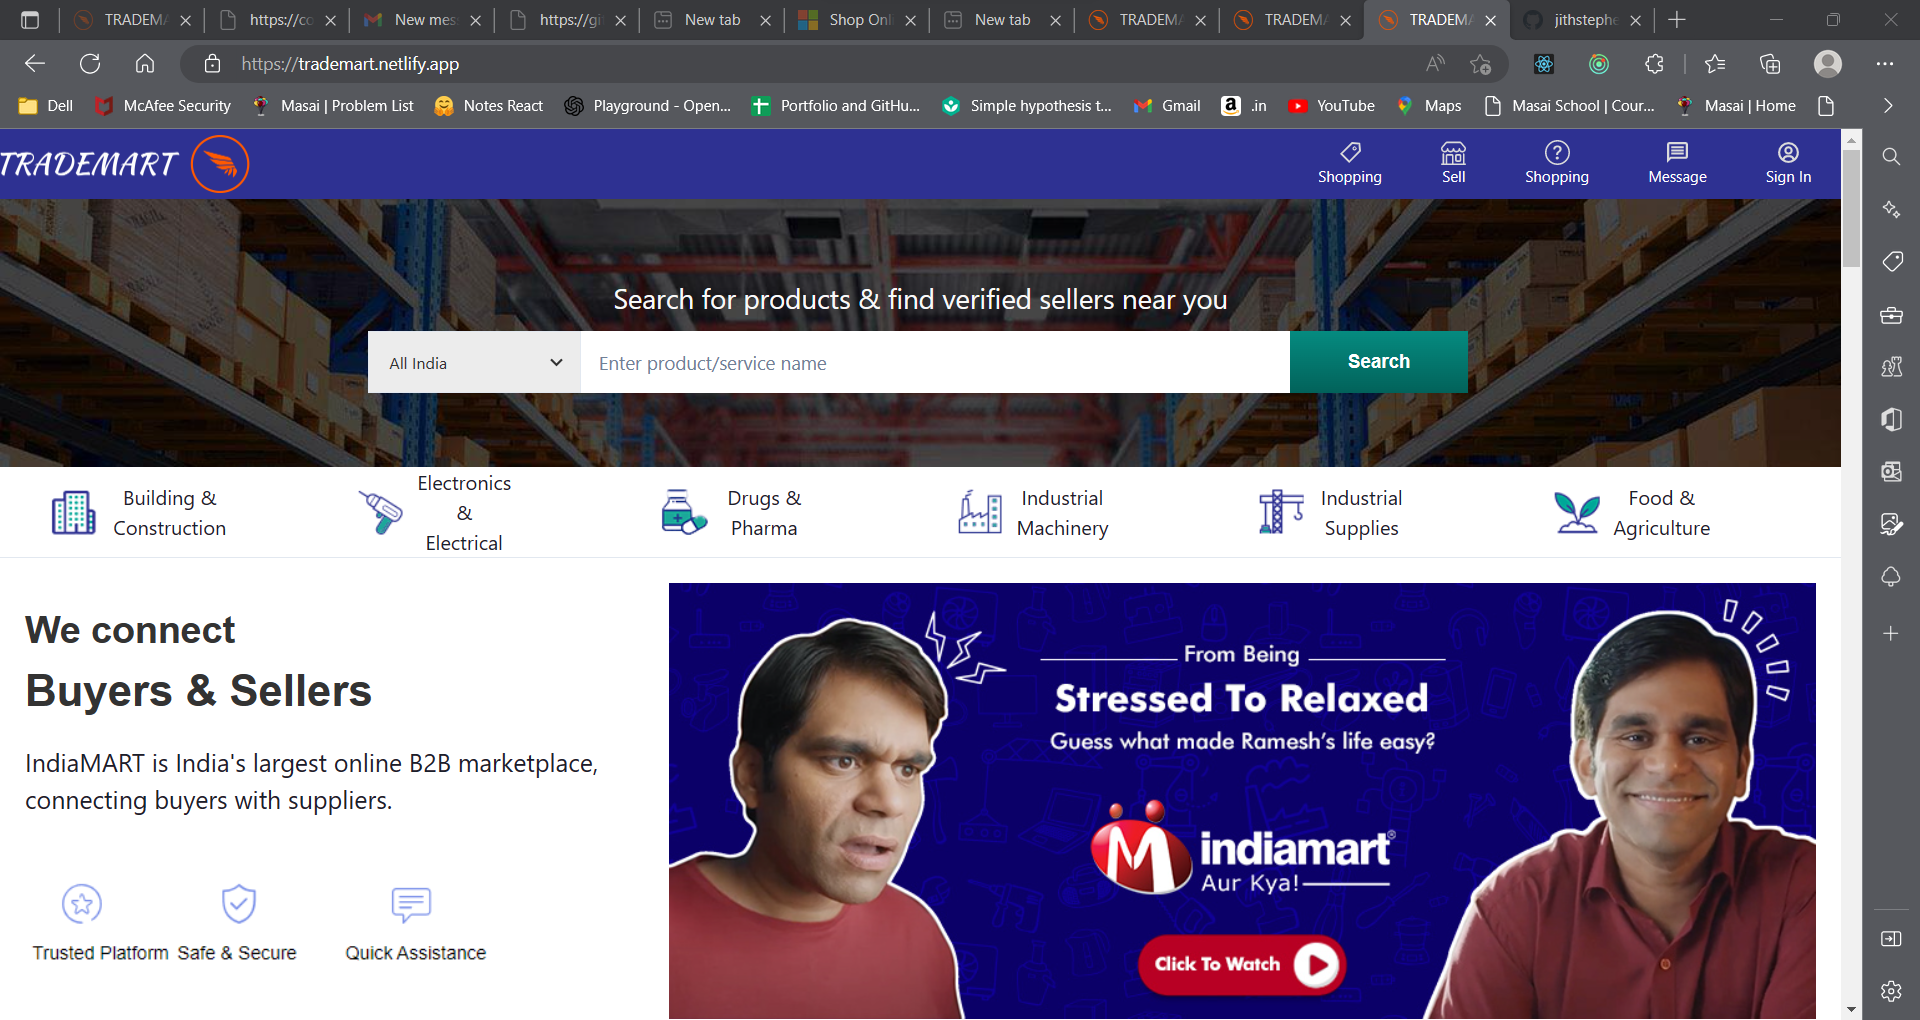 TRADEMA
https://co
New mes
https://gi
New tab
Shop Onl
New tab
TRADEMA
TRADEMA
TRADEMA
jithstephe
https://trademart.netlify.app
Dell
McAfee Security
Masai | Problem List
Notes React
Playground - Open...
Portfolio and GitHu...
Simple hypothesis t...
Gmail
.in
YouTube
Maps
Masai School | Cour...
Masai | Home
TRADEMART
Shopping
Sell
Shopping
Message
Sign In
Search for products & find verified sellers near you
All India
Enter product/service name
Search
Building &
Construction
Electronics
&
Electrical
Drugs &
Pharma
Industrial
Machinery
Industrial
Supplies
Food &
Agriculture
We connect
Buyers & Sellers
IndiaMART is India's largest online B2B marketplace,
connecting buyers with suppliers.
Trusted Platform
Safe & Secure
Quick Assistance
From Being
Stressed To Relaxed
Guess what made Ramesh's life easy?
indiamart®
Aur Kya!
Click To Watch